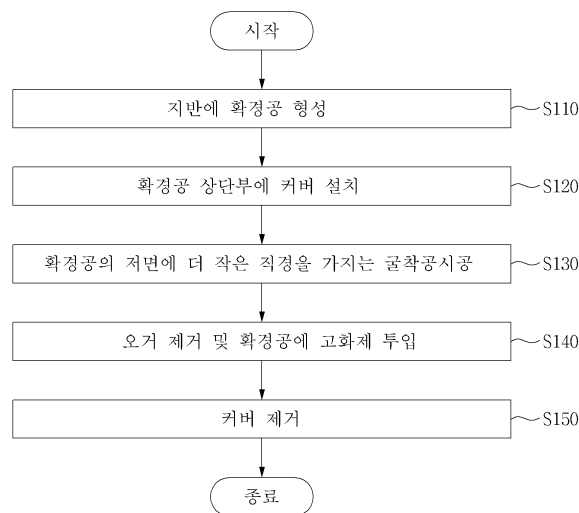 시작
지반에 확경공 형성
S110
확경공 상단부에 커버 설치
S120
확경공의 저면에 더 작은 직경을 가지는 굴착공시공
S130
오거 제거 및 확경공에 고화제 투입
S140
커버 제거
S150
종료